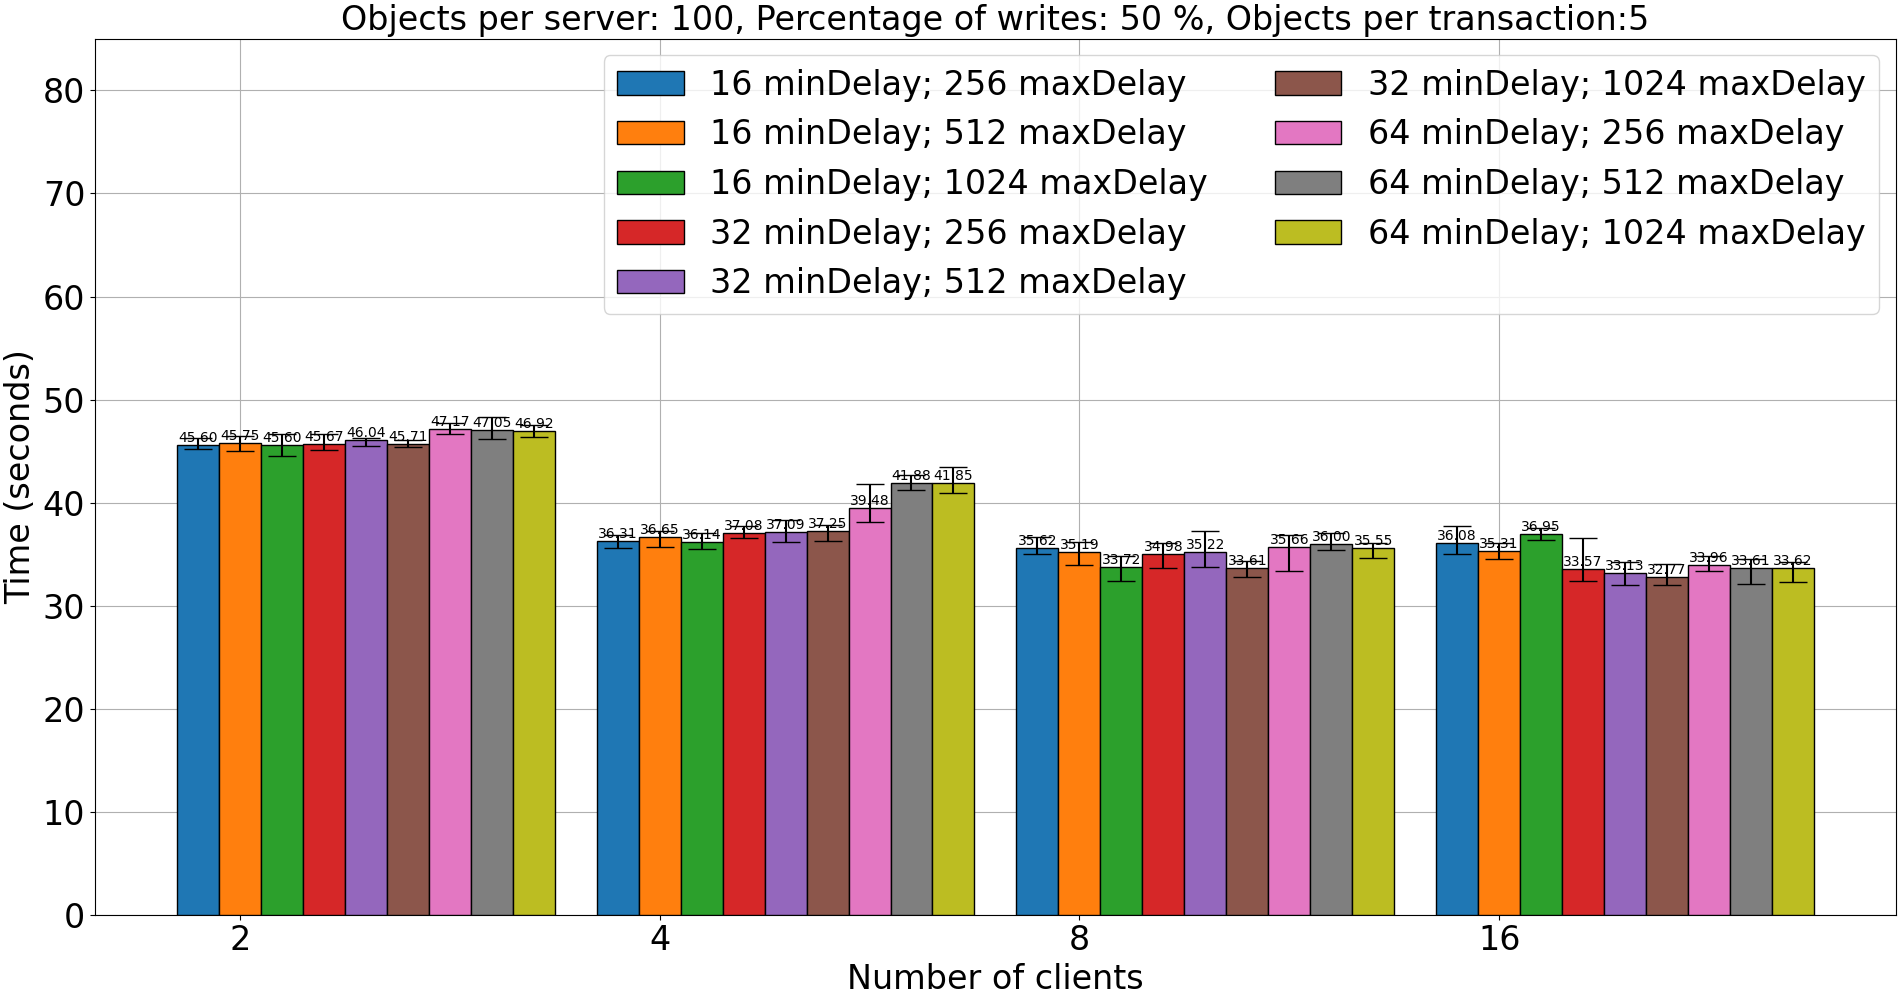 Objects per server: 100, Percentage of writes: 50 %, Objects per transaction:5
16 minDelay; 256 maxDelay
16 minDelay; 512 maxDelay
16 minDelay; 1024 maxDelay
32 minDelay; 256 maxDelay
32 minDelay; 512 maxDelay
32 minDelay; 1024 maxDelay
64 minDelay; 256 maxDelay
64 minDelay; 512 maxDelay
64 minDelay; 1024 maxDelay
Time (seconds)
80
70
60
50
40
30
20
10
0
45.60 45.75 45.60 45.67 46.04 45.71 47.17 47.05 46.92
36.31 36.65 36.14 37.08 37.09 37.25 39.48 41.88 41.85
35.62 35.19 33.72 34.98 35.22 33.61 35.66 36.00 35.55
36.08 35.31 36.95 33.57 33.13 32.77 33.96 33.61 33.62
2 4 8 16
Number of clients